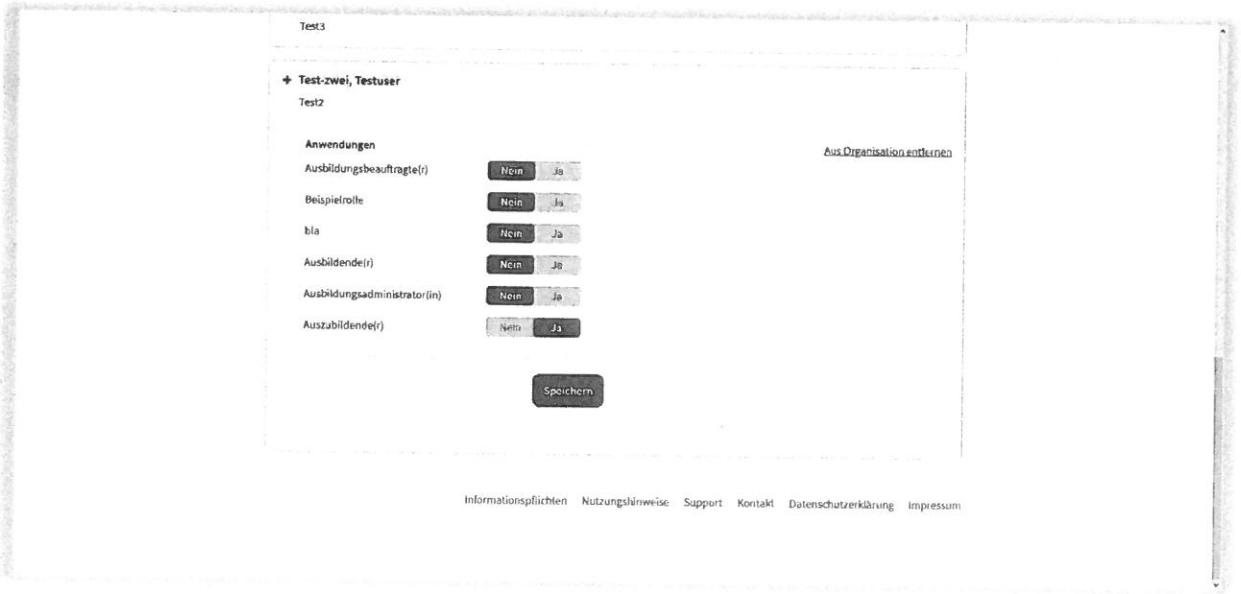 Test3
+ Test-zwei, Testuser
Test2
Anwendungen
Aus Organisation entfernen
Ausbildungsbeauftragte(r) Nein Ja
Beispielrolle Nein Ja
bla Nein Ja
Ausbildende(r) Nein Ja
Ausbildungsadministrator(in) Nein Ja
Auszubildende(r) Nein Ja
Speichern
Informationspflichten Nutzungshinweise Support Kontakt Datenschutzerklärung Impressum